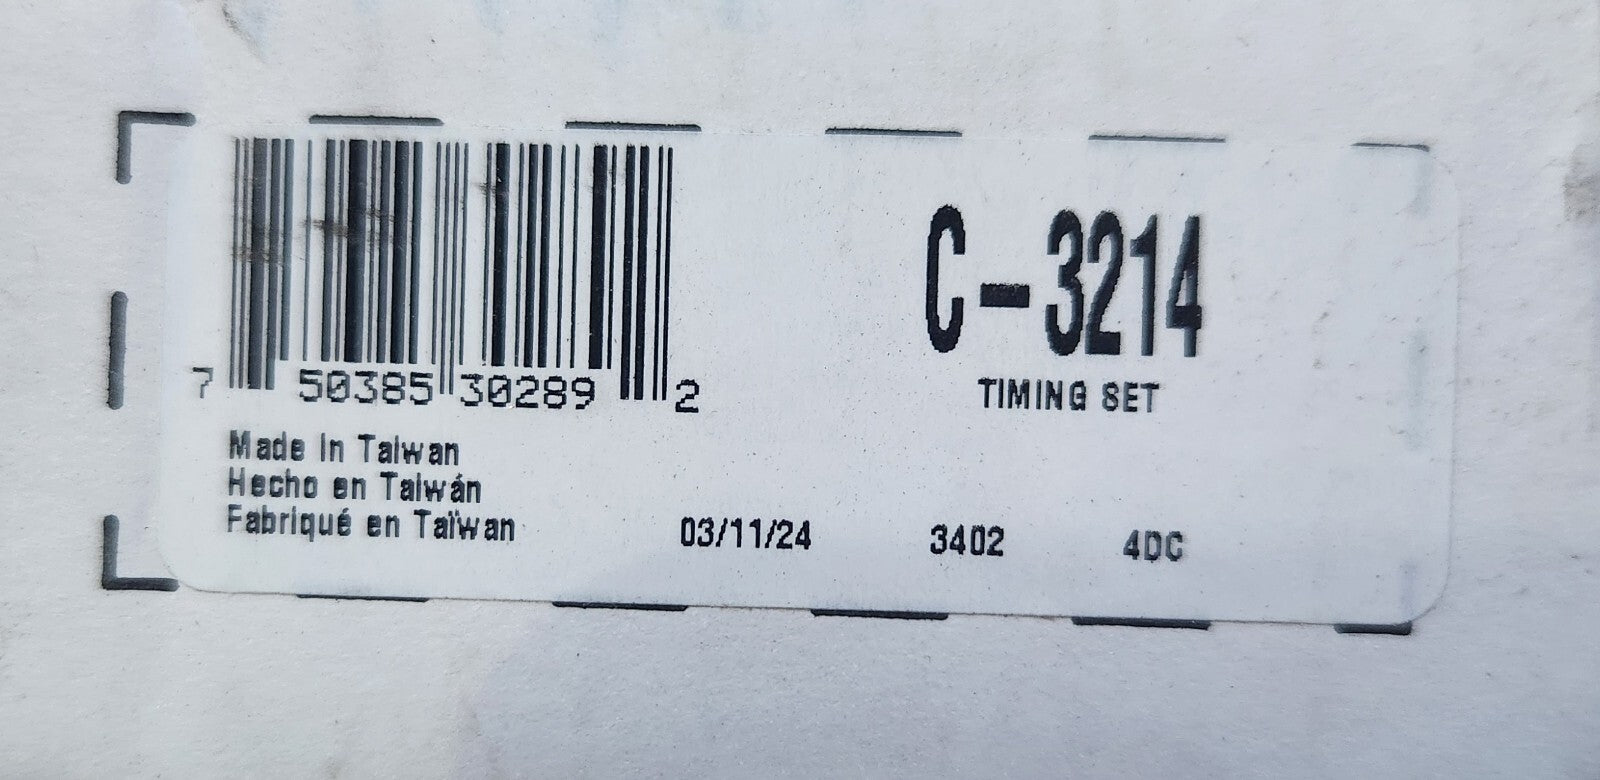 7 50385 30289 2
C-3214
TIMING SET
Made In Taiwan
Hecho en Taiwán
Fabriqué en Taïwan
03/11/24 3402 4DC